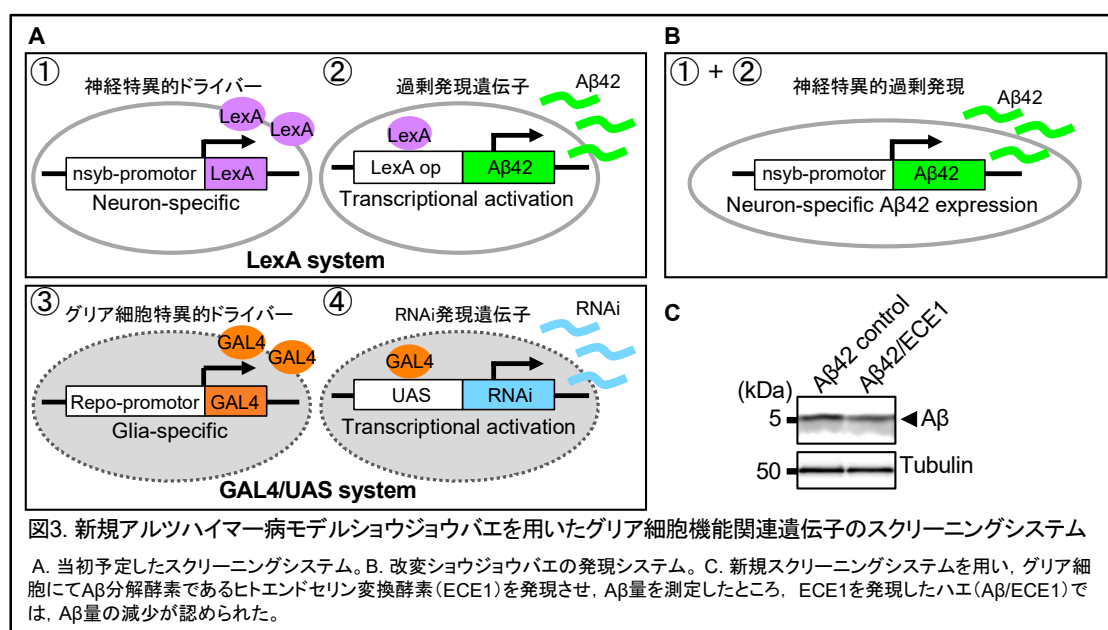 A
① 神経特異的ドライバー
LexA
LexA
nsyb-promotor LexA
Neuron-specific
② 過剰発現遺伝子 Aβ42
LexA
LexA op Aβ42
Transcriptional activation
LexA system
B
① + ②
神経特異的過剰発現 Aβ42
nsyb-promotor Aβ42
Neuron-specific Aβ42 expression
③ グリア細胞特異的ドライバー
GAL4
GAL4
Repo-promotor GAL4
Glia-specific
④ RNAi発現遺伝子 RNAi
GAL4
UAS RNAi
Transcriptional activation
GAL4/UAS system
C
Aβ42 control
Aβ42/ECE1
(kDa)
5 ◀Aβ
50 Tubulin
図3. 新規アルツハイマー病モデルショウジョウバエを用いたグリア細胞機能関連遺伝子のスクリーニングシステム
A. 当初予定したスクリーニングシステム。B. 改変ショウジョウバエの発現システム。 C. 新規スクリーニングシステムを用い, グリア細
胞にてAβ分解酵素であるヒトエンドセリン変換酵素(ECE1)を発現させ, Aβ量を測定したところ, ECE1を発現したハエ(Aβ/ECE1)で
は, Aβ量の減少が認められた。